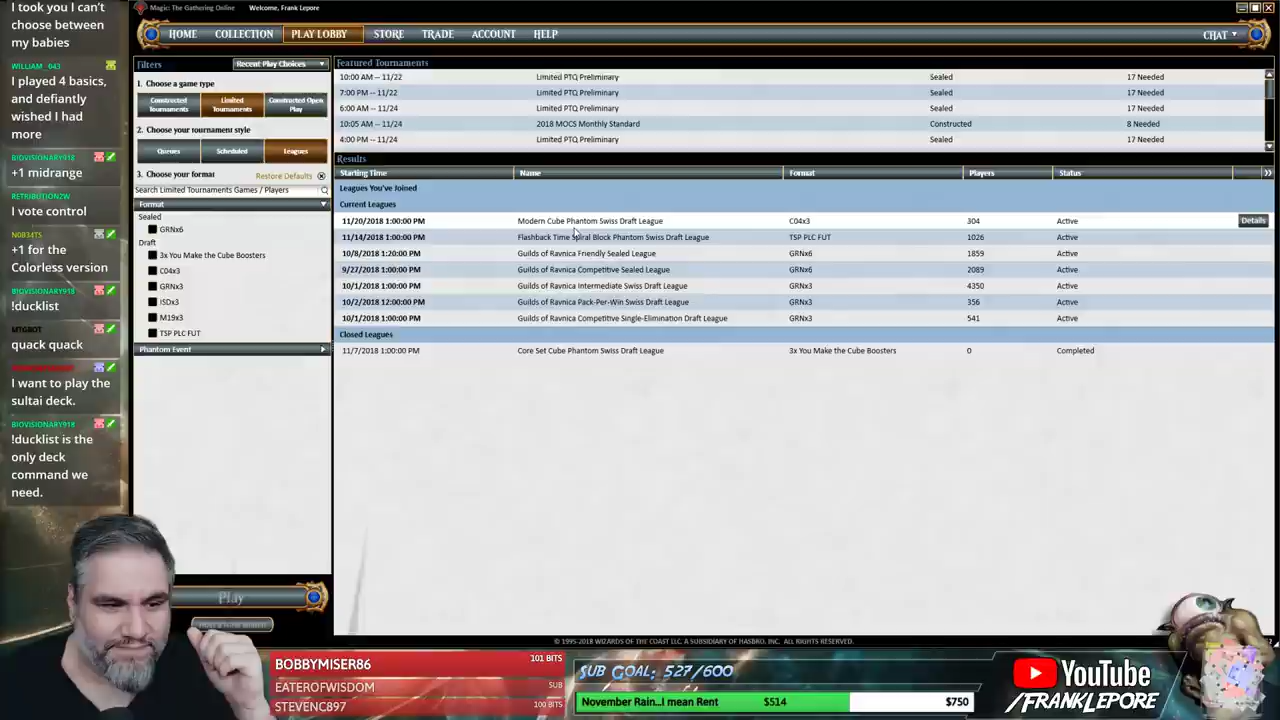 I took you I can't
between
my babies
WILLIAM_043
I played 4 basics,
and defiantly
wished I had
more
BIOVISIONARY918
+1 midrange
RETRIBUTION2W
I vote control
N0B34TS
+1 for the
Colorless version
BIOVISIONARY918
!ducklist
MTGBOT
quack quack
I want to play the
sultai deck.
BIOVISIONARY918
!ducklist is the
only deck
command we
need.
Magic: The Gathering Online Welcome, Frank Lepore
HOME COLLECTION PLAY LOBBY STORE TRADE ACCOUNT HELP CHAT
Filters Recent Play Choices
1. Choose a game type
Constructed Tournaments Limited Tournaments Constructed Open Play
2. Choose your tournament style
Queues Scheduled Leagues
3. Choose your format Restore Defaults
Search Limited Tournaments Games / Players
Format
Sealed
GRNx6
Draft
3x You Make the Cube Boosters
C04x3
GRNx3
ISDx3
M19x3
TSP PLC FUT
Phantom Event
Play
Featured Tournaments
10:00 AM -- 11/22 Limited PTQ Preliminary Sealed 17 Needed
7:00 PM -- 11/22 Limited PTQ Preliminary Sealed 17 Needed
6:00 AM -- 11/24 Limited PTQ Preliminary Sealed 17 Needed
10:05 AM -- 11/24 2018 MOCS Monthly Standard Constructed 8 Needed
4:00 PM -- 11/24 Limited PTQ Preliminary Sealed 17 Needed
Results
Starting Time Name Format Players Status
Leagues You've Joined
Current Leagues
11/20/2018 1:00:00 PM Modern Cube Phantom Swiss Draft League C04x3 304 Active Details
11/14/2018 1:00:00 PM Flashback Time Spiral Block Phantom Swiss Draft League TSP PLC FUT 1026 Active
10/8/2018 1:20:00 PM Guilds of Ravnica Friendly Sealed League GRNx6 1859 Active
9/27/2018 1:00:00 PM Guilds of Ravnica Competitive Sealed League GRNx6 2089 Active
10/1/2018 1:00:00 PM Guilds of Ravnica Intermediate Swiss Draft League GRNx3 4350 Active
10/2/2018 12:00:00 PM Guilds of Ravnica Pack-Per-Win Swiss Draft League GRNx3 356 Active
10/1/2018 1:00:00 PM Guilds of Ravnica Competitive Single-Elimination Draft League GRNx3 541 Active
Closed Leagues
11/7/2018 1:00:00 PM Core Set Cube Phantom Swiss Draft League 3x You Make the Cube Boosters 0 Completed
© 1995-2018 WIZARDS OF THE COAST LLC, A SUBSIDIARY OF HASBRO, INC. ALL RIGHTS RESERVED.
BOBBYMISER86 101 BITS
EATEROFWISDOM SUB
STEVENC897 100 BITS
SUB GOAL: 527/600
November Rain...I mean Rent $514 $750
YouTube
/FRANKLEPORE